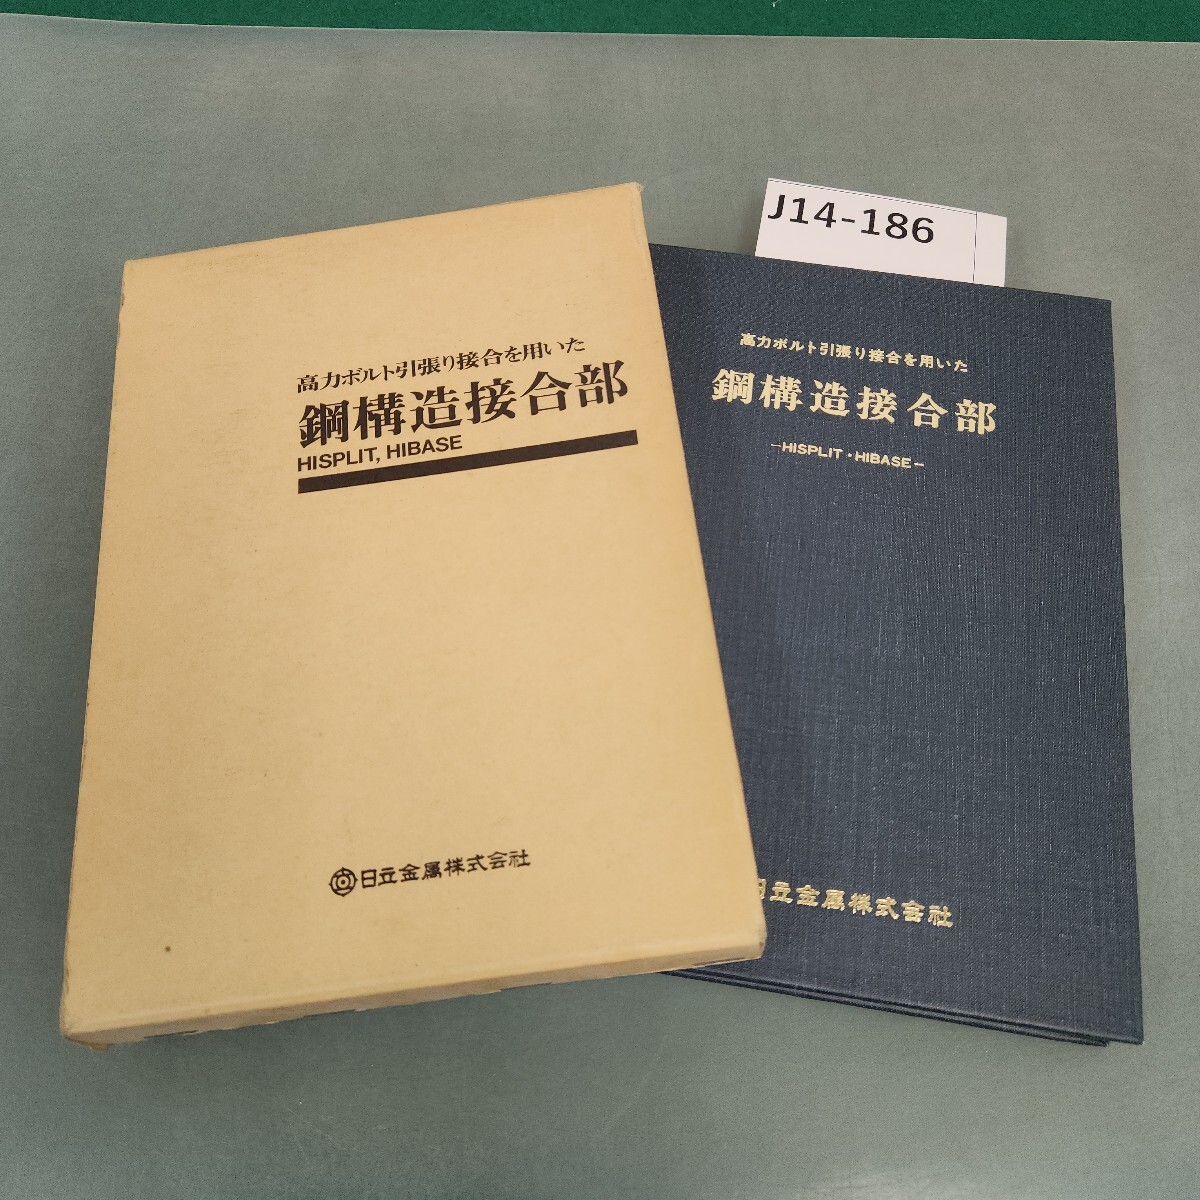 高力ボルト引張り接合を用いた
鋼構造接合部
HISPLIT, HIBASE
日立金属株式会社
J14-186
高力ボルト引張り接合を用いた
鋼構造接合部
-HISPLIT・HIBASE-
日立金属株式会社